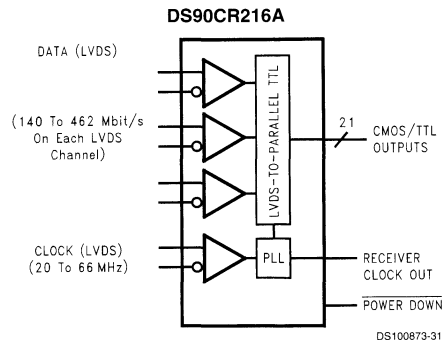 DS90CR216A
DATA (LVDS)
(140 To 462 Mbit/s
On Each LVDS
Channel)
LVDS-TO-PARALLEL TTL
21
CMOS/TTL
OUTPUTS
CLOCK (LVDS)
(20 To 66 MHz)
PLL
RECEIVER
CLOCK OUT
POWER DOWN
DS100873-31